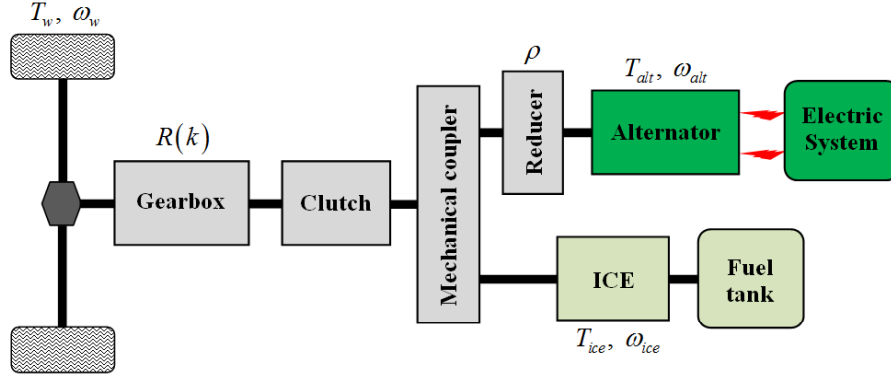 T_w, ω_w
R(k)
Gearbox
Clutch
Mechanical coupler
ρ
Reducer
T_alt, ω_alt
Alternator
Electric
System
ICE
T_ice, ω_ice
Fuel
tank